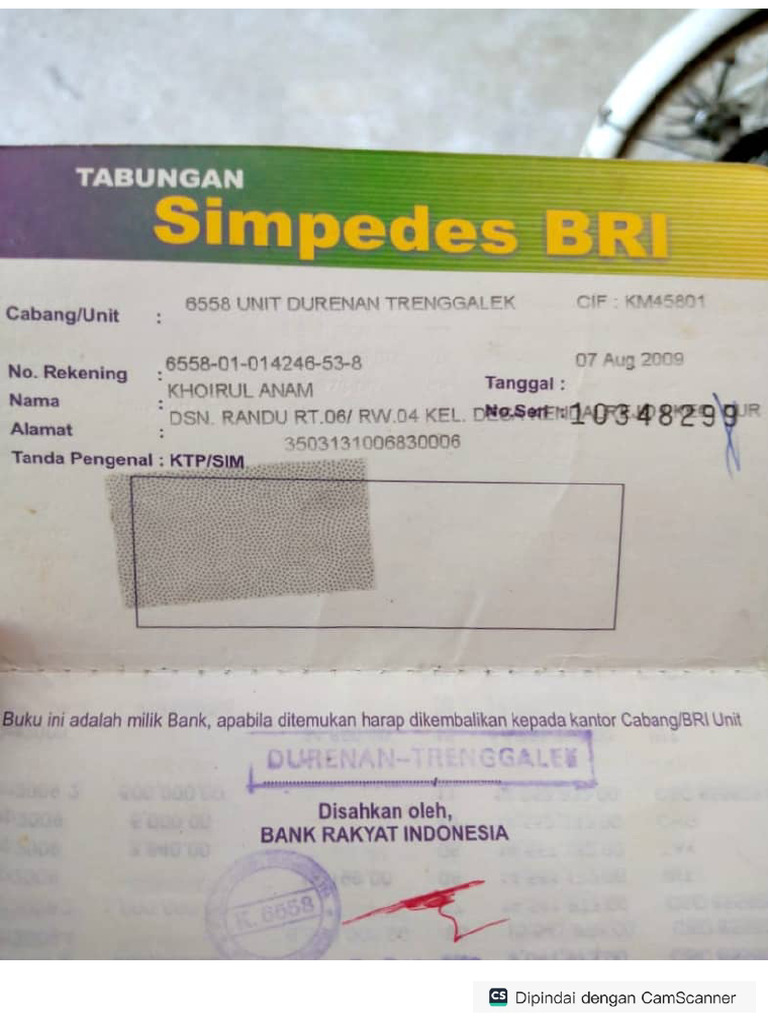 TABUNGAN
Simpedes BRI
Cabang/Unit : 6558 UNIT DURENAN TRENGGALEK CIF : KM45801
No. Rekening : 6558-01-014246-53-8 07 Aug 2009
Tanggal :
Nama : KHOIRUL ANAM
Alamat : DSN. RANDU RT.06/ RW.04 KEL. DESA No.Seri : 10348299
3503131006830006
Tanda Pengenal : KTP/SIM
Buku ini adalah milik Bank, apabila ditemukan harap dikembalikan kepada kantor Cabang/BRI Unit
DURENAN-TRENGGALEK
Disahkan oleh,
BANK RAKYAT INDONESIA
K. 6558
CS Dipindai dengan CamScanner